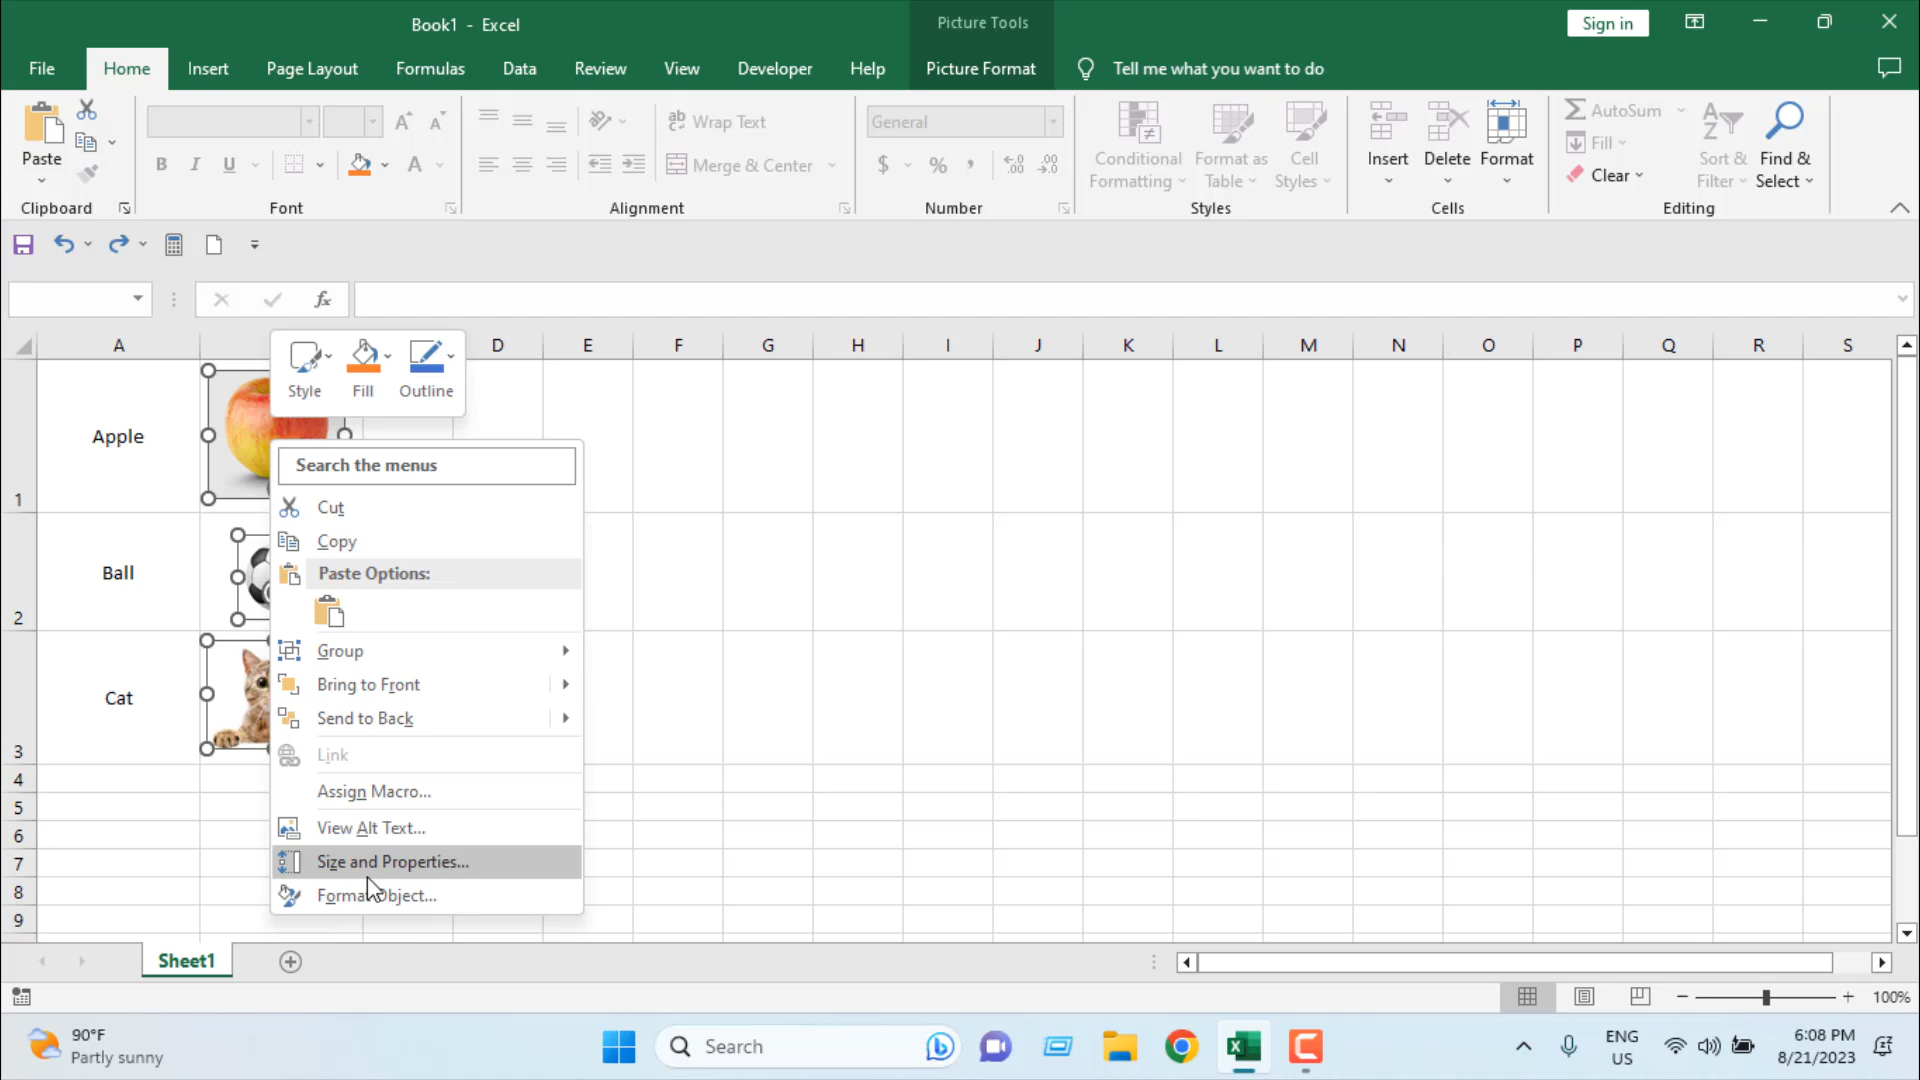 Book1 - Excel
Picture Tools
Sign in
File Home Insert Page Layout Formulas Data Review View Developer Help Picture Format Tell me what you want to do
Paste
Clipboard
B I U A
Font
ab Wrap Text
Merge & Center
Alignment
General
$ % ,
Number
Conditional
Formatting
Format as
Table
Cell
Styles
Styles
Insert Delete Format
Cells
AutoSum
Fill
Clear
Sort &
Filter
Find &
Select
Editing
fx
A D E F G H I J K L M N O P Q R S
Style Fill Outline
Apple
1
Ball
2
Cat
3
4
5
6
7
8
9
Search the menus
Cut
Copy
Paste Options:
Group
Bring to Front
Send to Back
Link
Assign Macro...
View Alt Text...
Size and Properties...
Format Object...
Sheet1
100%
90°F
Partly sunny
Search
ENG
US
6:08 PM
8/21/2023